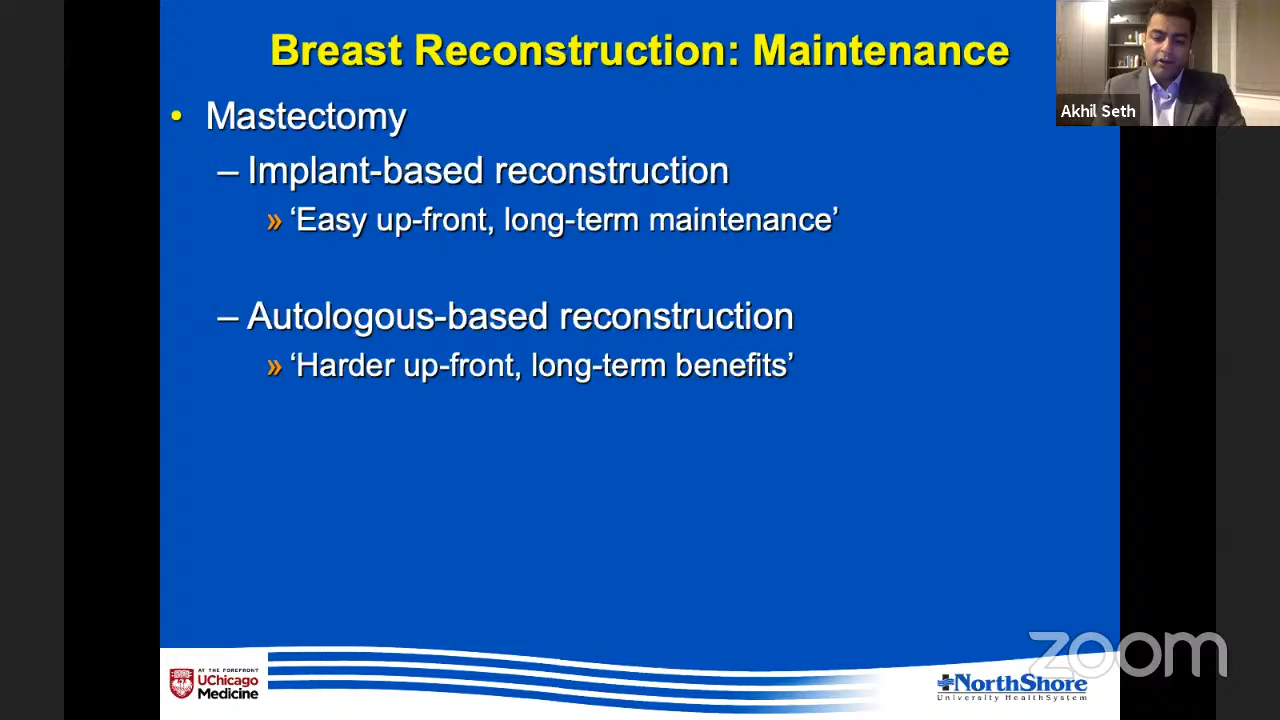 Breast Reconstruction: Maintenance
Akhil Seth
• Mastectomy
– Implant-based reconstruction
» ‘Easy up-front, long-term maintenance’
– Autologous-based reconstruction
» ‘Harder up-front, long-term benefits’
zoom
AT THE FOREFRONT
UChicago
Medicine
NorthShore
University HealthSystem